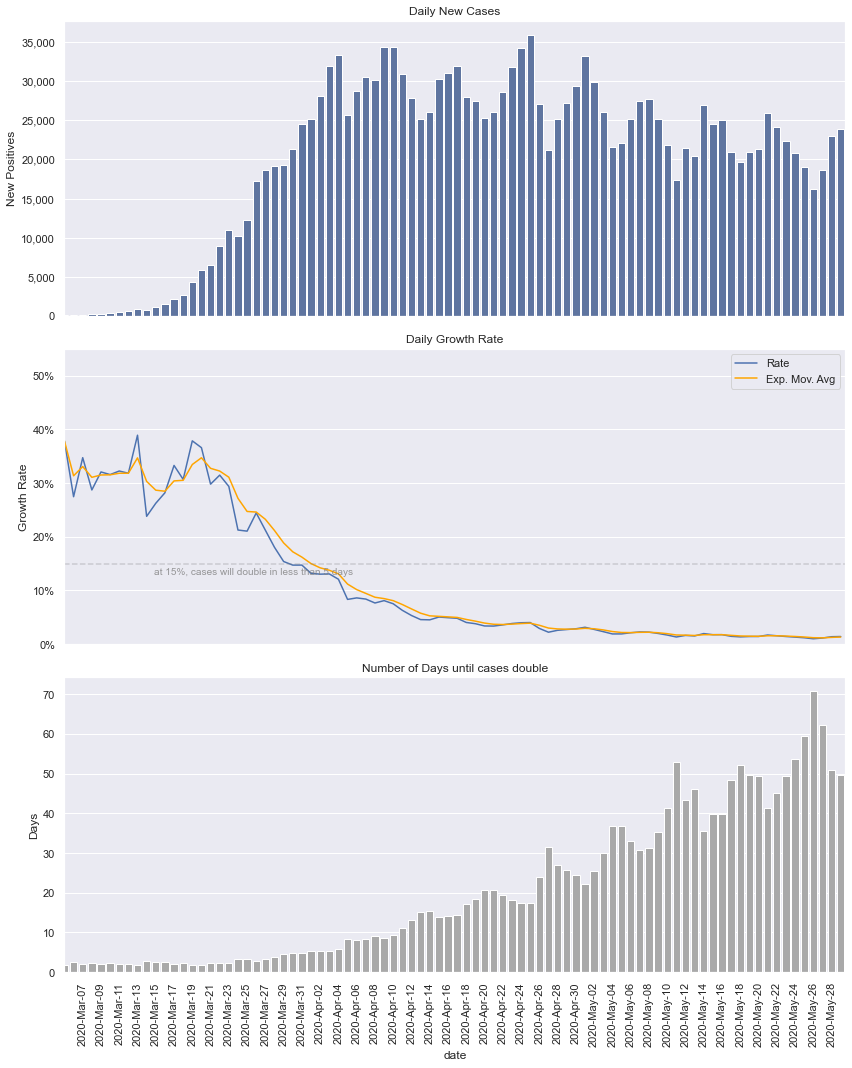 Daily New Cases
35,000
30,000
25,000
20,000
15,000
10,000
5,000
0
New Positives
Daily Growth Rate
Rate
Exp. Mov. Avg
50%
40%
30%
20%
10%
0%
Growth Rate
at 15%, cases will double in less than 5 days
Number of Days until cases double
70
60
50
40
30
20
10
0
Days
2020-Mar-07
2020-Mar-09
2020-Mar-11
2020-Mar-13
2020-Mar-15
2020-Mar-17
2020-Mar-19
2020-Mar-21
2020-Mar-23
2020-Mar-25
2020-Mar-27
2020-Mar-29
2020-Mar-31
2020-Apr-02
2020-Apr-04
2020-Apr-06
2020-Apr-08
2020-Apr-10
2020-Apr-12
2020-Apr-14
2020-Apr-16
2020-Apr-18
2020-Apr-20
2020-Apr-22
2020-Apr-24
2020-Apr-26
2020-Apr-28
2020-Apr-30
2020-May-02
2020-May-04
2020-May-06
2020-May-08
2020-May-10
2020-May-12
2020-May-14
2020-May-16
2020-May-18
2020-May-20
2020-May-22
2020-May-24
2020-May-26
2020-May-28
date